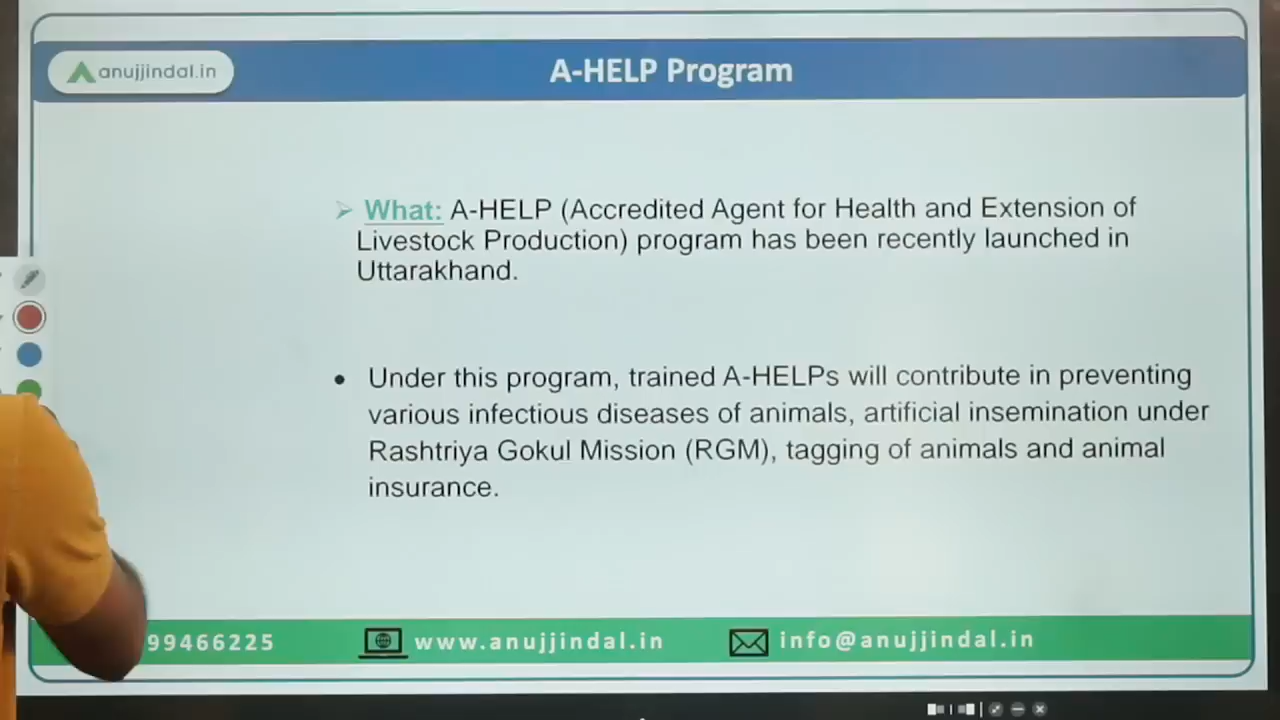 anujjindal.in
A-HELP Program
What: A-HELP (Accredited Agent for Health and Extension of
Livestock Production) program has been recently launched in
Uttarakhand.
Under this program, trained A-HELPs will contribute in preventing
various infectious diseases of animals, artificial insemination under
Rashtriya Gokul Mission (RGM), tagging of animals and animal
insurance.
99466225
www.anujjindal.in
info@anujjindal.in